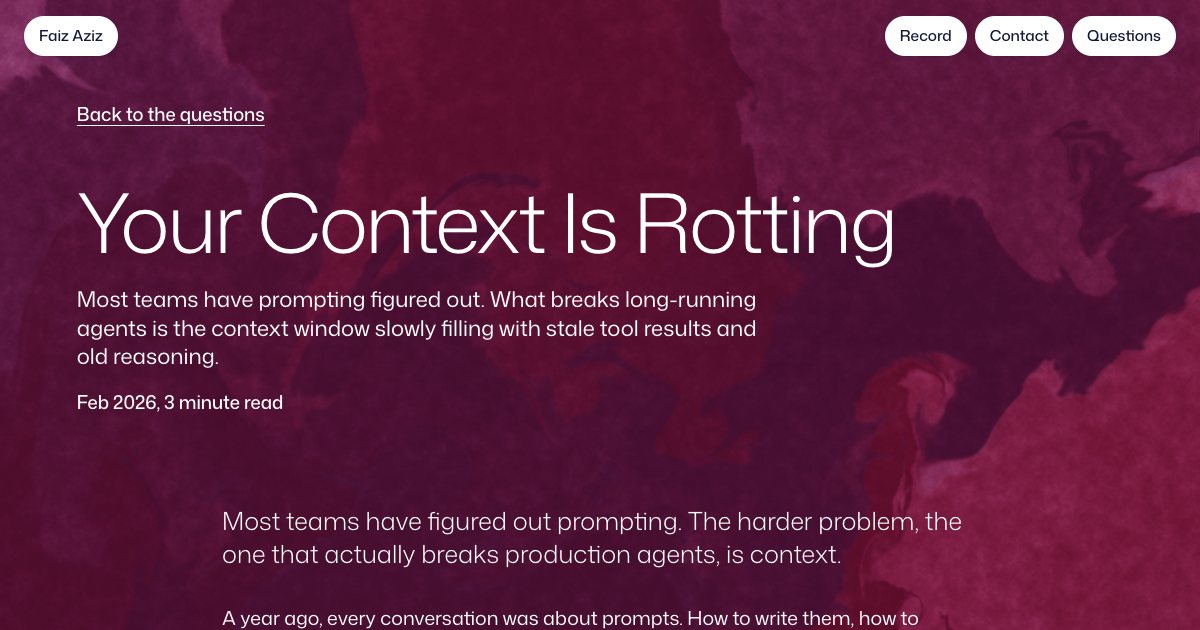 Faiz Aziz
Record
Contact
Questions
Back to the questions
Your Context Is Rotting
Most teams have prompting figured out. What breaks long-running
agents is the context window slowly filling with stale tool results and
old reasoning.
Feb 2026, 3 minute read
Most teams have figured out prompting. The harder problem, the
one that actually breaks production agents, is context.
A year ago, every conversation was about prompts. How to write them, how to